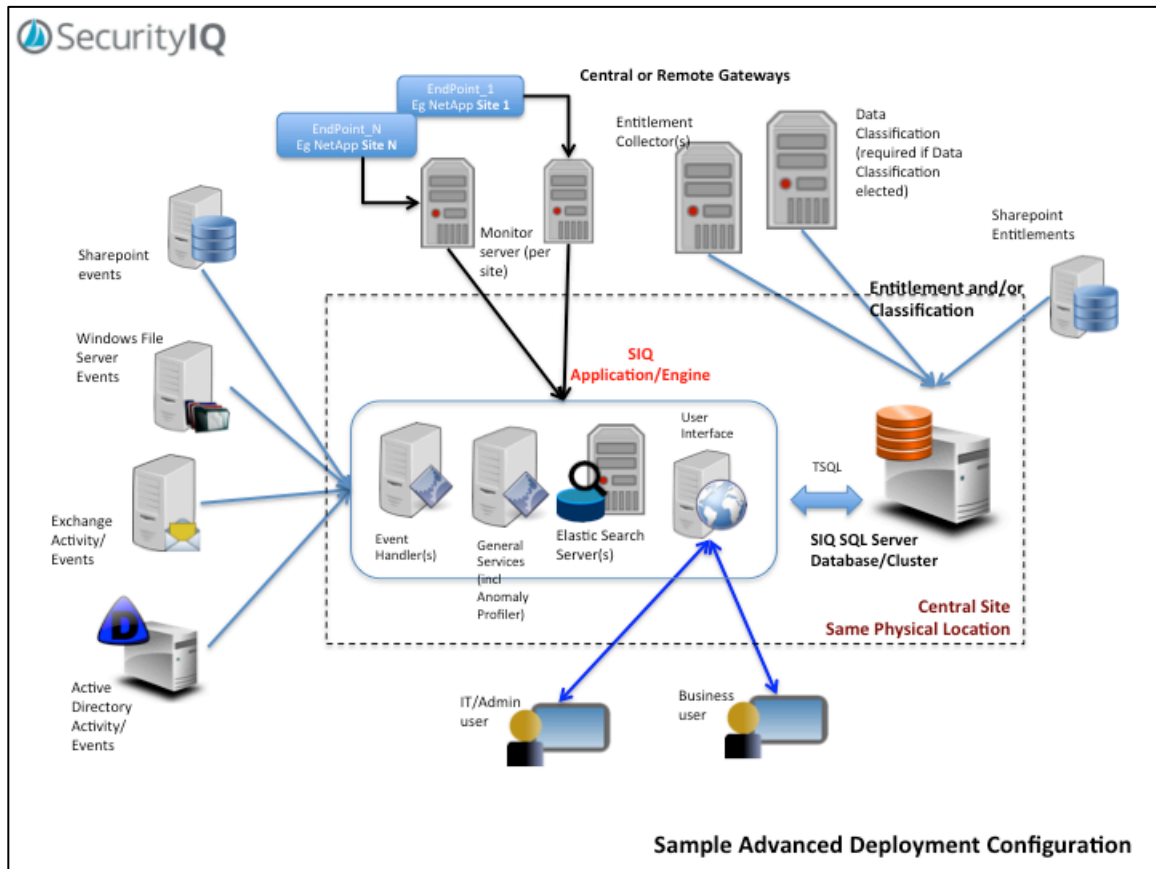 SecurityIQ
EndPoint_1
Eg NetApp Site 1
EndPoint_N
Eg NetApp Site N
Central or Remote Gateways
Entitlement
Collector(s)
Data
Classification
(required if Data
Classification
elected)
Monitor
server (per
site)
Sharepoint
Entitlements
Sharepoint
events
Entitlement and/or
Classification
Windows File
Server
Events
SIQ
Application/Engine
User
Interface
TSQL
Exchange
Activity/
Events
Event
Handler(s)
General
Services
(incl
Anomaly
Profiler)
Elastic Search
Server(s)
SIQ SQL Server
Database/Cluster
Central Site
Same Physical Location
D
Active
Directory
Activity/
Events
IT/Admin
user
Business
user
Sample Advanced Deployment Configuration